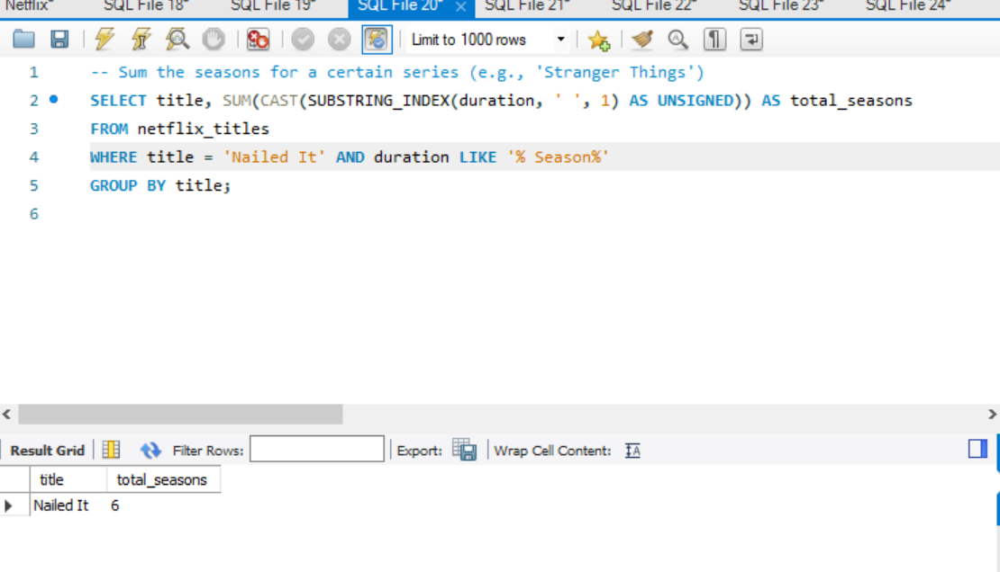 Netflix* SQL File 18* SQL File 19* SQL File 20* SQL File 21* SQL File 22* SQL File 23* SQL File 24*
Limit to 1000 rows
1 -- Sum the seasons for a certain series (e.g., 'Stranger Things')
2 SELECT title, SUM(CAST(SUBSTRING_INDEX(duration, ' ', 1) AS UNSIGNED)) AS total_seasons
3 FROM netflix_titles
4 WHERE title = 'Nailed It' AND duration LIKE '% Season%'
5 GROUP BY title;
6
Result Grid Filter Rows: Export: Wrap Cell Content:
title total_seasons
Nailed It 6